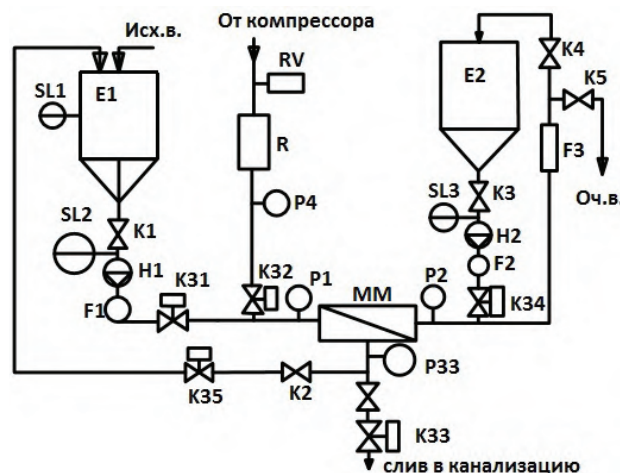 От компрессора
Исх.в.
RV
K4
E2
K5
SL1
E1
R
F3
SL3
K3
P4
Оч.в.
SL2
K1
H2
H1
K32
P1
MM
P2
F2
K31
F1
K34
P33
K35
K2
K33
слив в канализацию